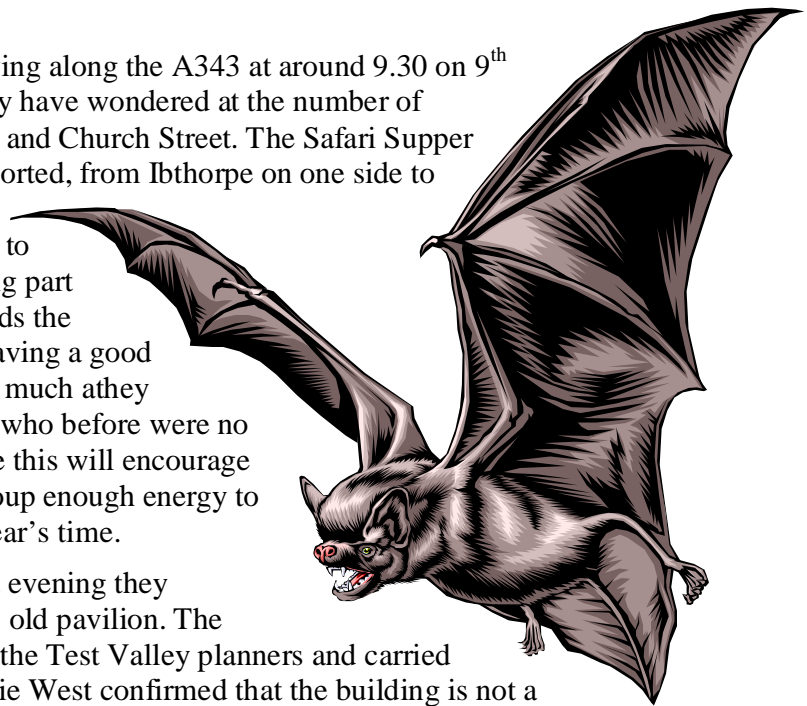 ing along the A343 at around 9.30 on 9th
y have wondered at the number of
and Church Street. The Safari Supper
orted, from Ibthorpe on one side to
to
g part
ds the
aving a good
much athey
who before were no
e this will encourage
oup enough energy to
ear's time.
evening they
old pavilion. The
the Test Valley planners and carried
ie West confirmed that the building is not a